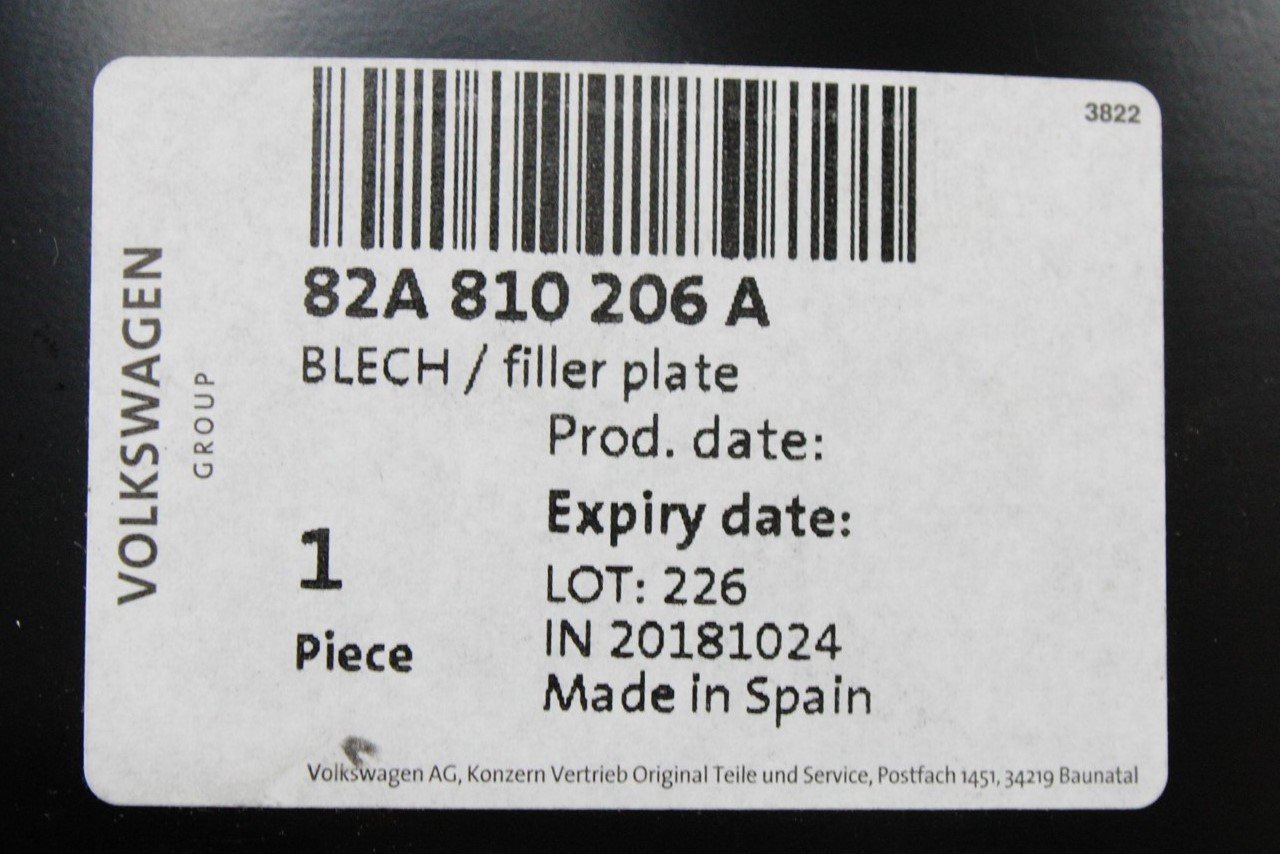 3822
82A 810 206 A
BLECH / filler plate
Prod. date:
Expiry date:
1
Piece
LOT: 226
IN 20181024
Made in Spain
VOLKSWAGEN
GROUP
Volkswagen AG, Konzern Vertrieb Original Teile und Service, Postfach 1451, 34219 Baunatal